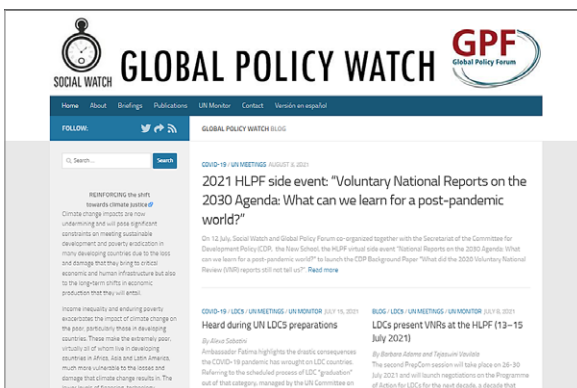 SOCIAL WATCH
GLOBAL POLICY WATCH
GPF
Global Policy Forum
Home About Briefings Publications UN Monitor Contact Versión en español
FOLLOW:
GLOBAL POLICY WATCH BLOG
Search...
Search
REINFORCING the shift
towards climate justice
Climate change impacts are now
undermining and will pose significant
constraints on meeting sustainable
development and poverty eradication in
many developing countries due to the loss
and damage that they bring to critical
economic and human infrastructure but also
to the long-term shifts in economic
production that they will entail.
Income inequality and enduring poverty
exacerbates the impact of climate change on
the poor, particularly those in developing
countries. These make the extremely poor,
virtually all of whom live in developing
countries in Africa, Asia and Latin America,
much more vulnerable to the losses and
damage that climate change results in. The
COVID-19 / UN MEETINGS AUGUST 3, 2021
2021 HLPF side event: "Voluntary National Reports on the
2030 Agenda: What can we learn for a post-pandemic
world?"
On 12 July, Social Watch and Global Policy Forum co-organized together with the Secretariat of the Committee for
Development Policy (CDP, the New School, the HLPF virtual side event "National Reports on the 2030 Agenda: What
can we learn for a post-pandemic world?" to launch the CDP Background Paper "What did the 2020 Voluntary National
Review (VNR) reports still not tell us?". Read more
COVID-19 / LDCS / UN MEETINGS / UN MONITOR JULY 15, 2021
Heard during UN LDC5 preparations
By Alexa Sabatini
Ambassador Fatima highlights the drastic consequences
the COVID-19 pandemic has wrought on LDC countries.
Referring to the scheduled process of LDC "graduation"
out of that category, managed by the UN Committee on
BLOG / LDCS / UN MEETINGS / UN MONITOR JULY 8, 2021
LDCs present VNRs at the HLPF (13–15
July 2021)
By Barbara Adams and Tejaswini Vavilala
The second PrepCom session will take place on 26-30
July 2021 and will launch negotiations on the Programme
of Action for LDCs for the next decade, a decade that